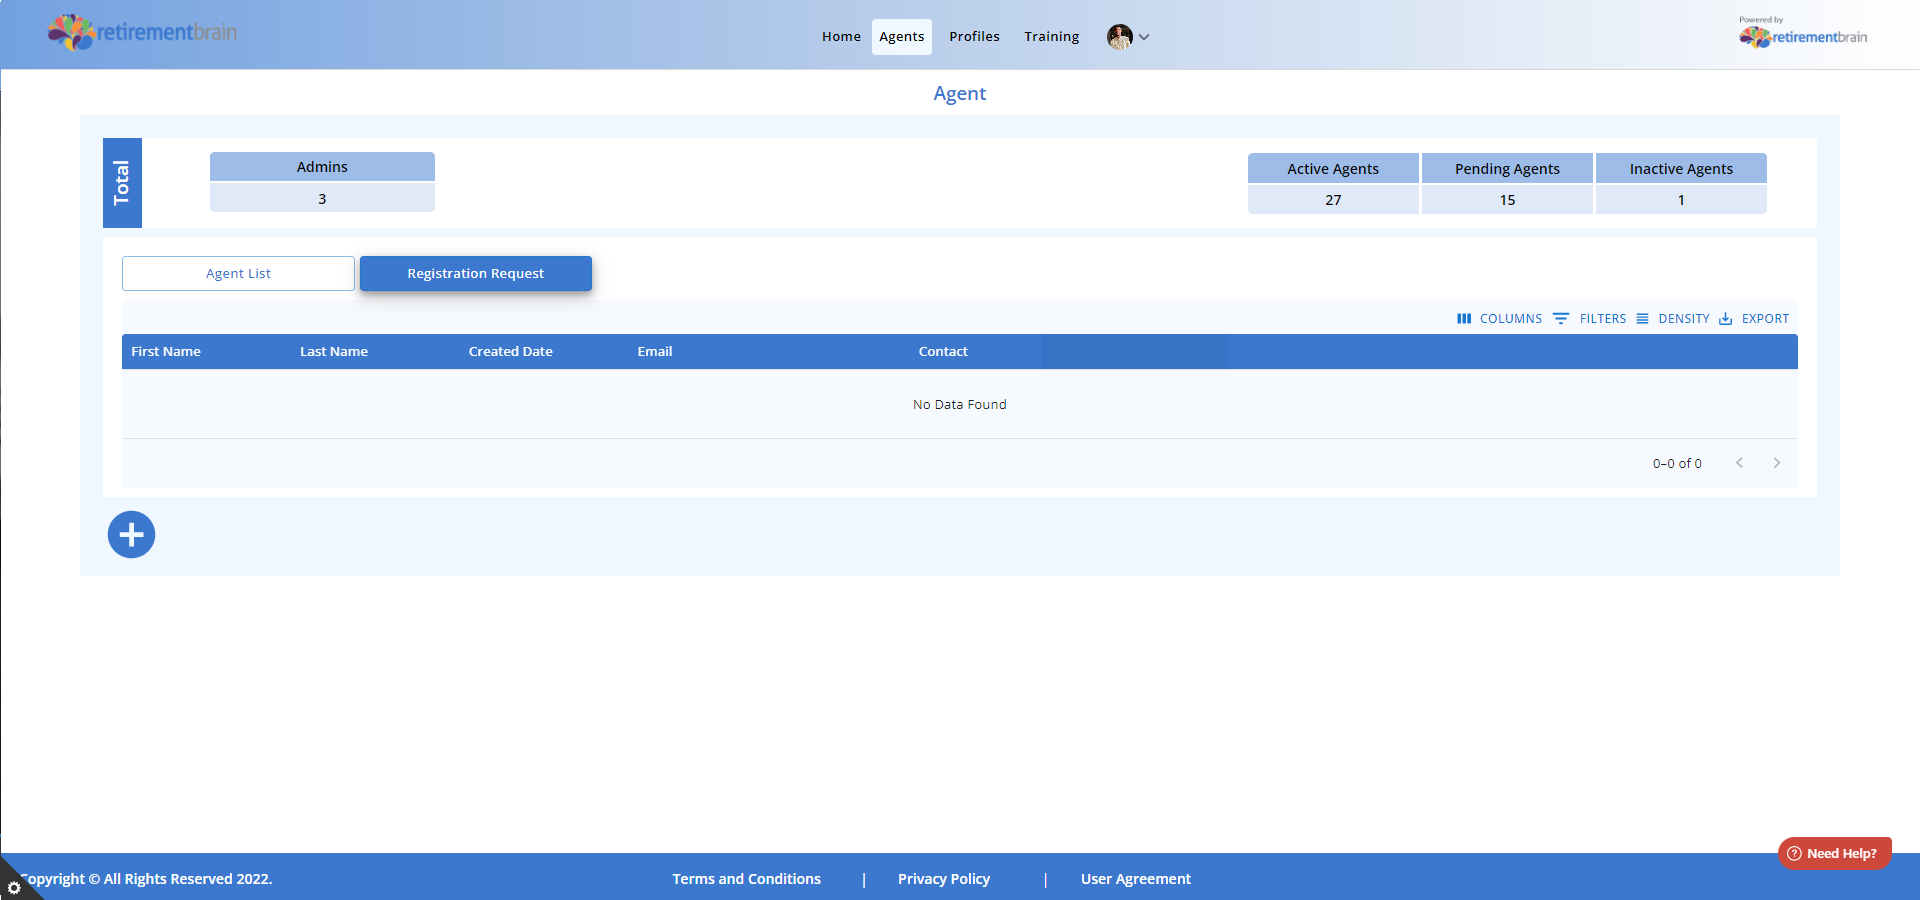 retirementbrain
Home Agents Profiles Training
Powered by
retirementbrain
Agent
Total
Admins
3
Active Agents Pending Agents Inactive Agents
27 15 1
Agent List Registration Request
COLUMNS FILTERS DENSITY EXPORT
First Name Last Name Created Date Email Contact
No Data Found
0–0 of 0
Need Help?
opyright © All Rights Reserved 2022.
Terms and Conditions | Privacy Policy | User Agreement